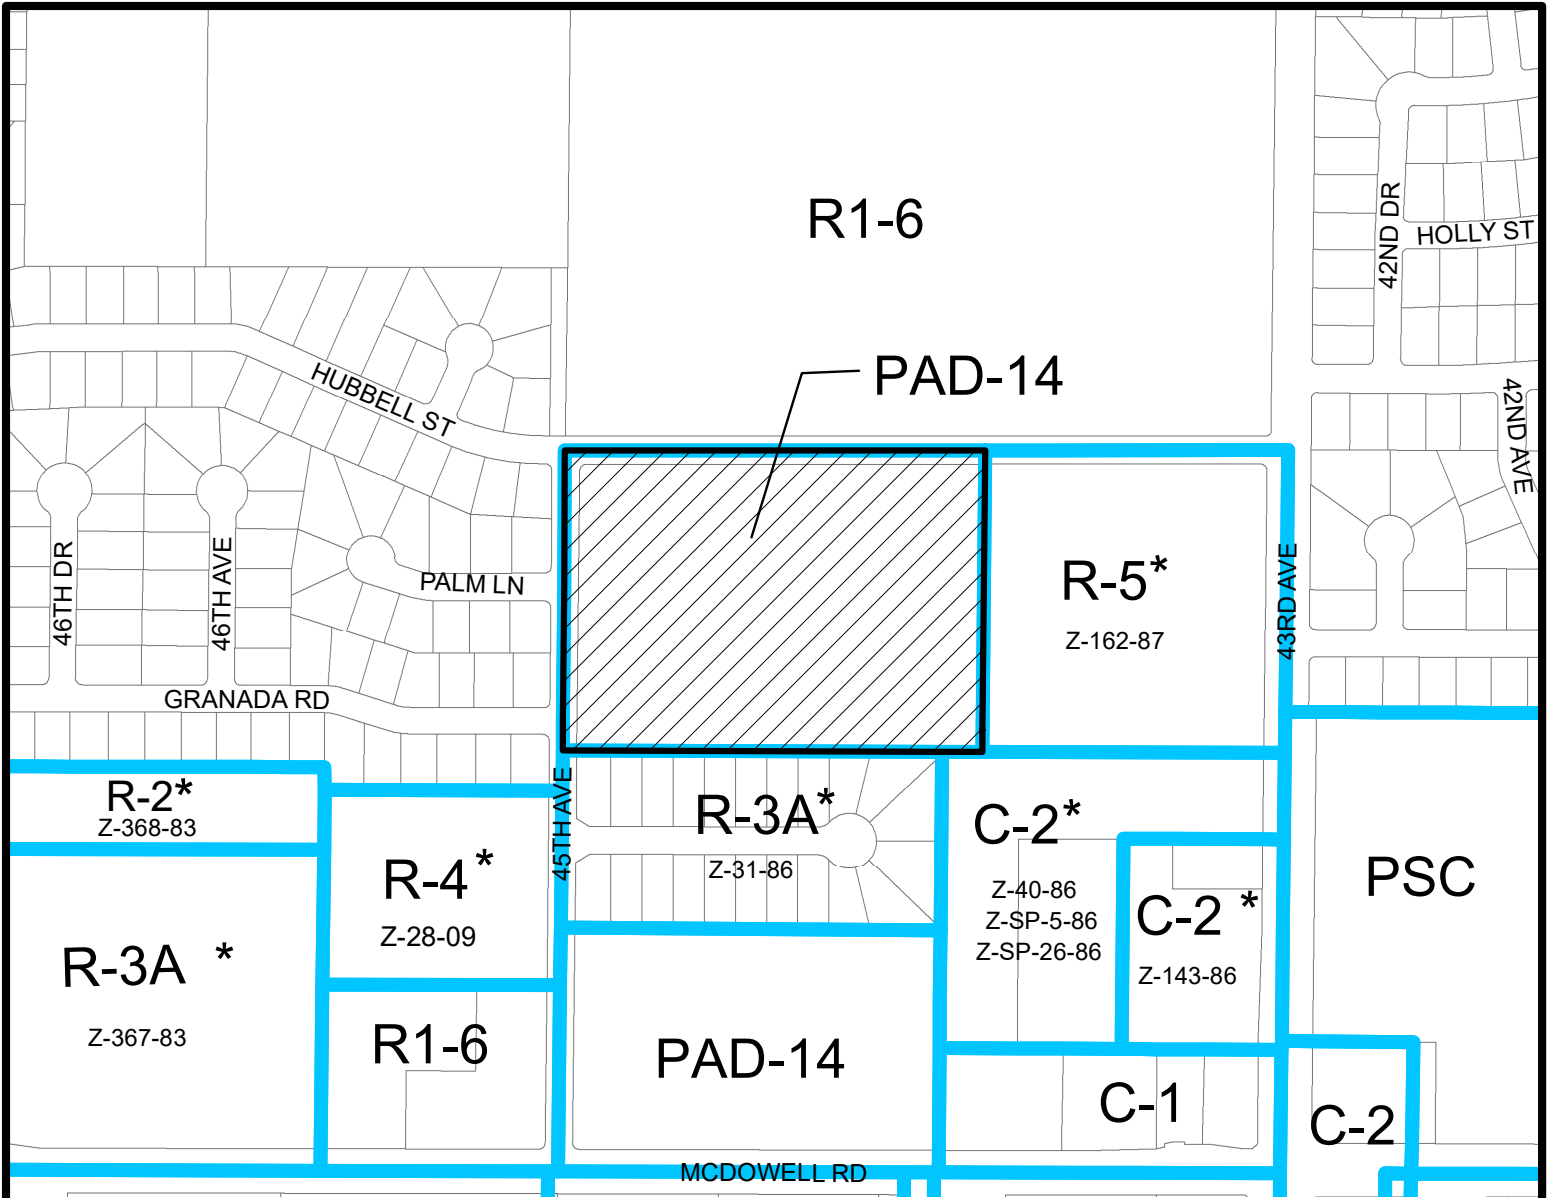 R1-6
42ND DR
HOLLY ST
PAD-14
HUBBELL ST
42ND AVE
46TH DR
46TH AVE
PALM LN
R-5*
Z-162-87
43RD AVE
GRANADA RD
R-2*
Z-368-83
45TH AVE
R-3A*
Z-31-86
R-4*
Z-28-09
C-2*
Z-40-86
Z-SP-5-86
Z-SP-26-86
C-2 *
Z-143-86
PSC
R-3A *
Z-367-83
R1-6
PAD-14
C-1
C-2
MCDOWELL RD